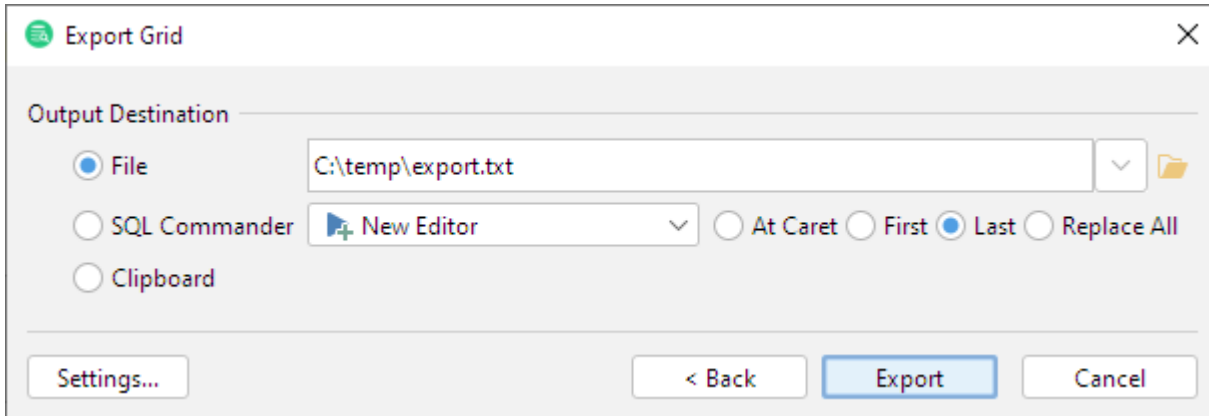 Export Grid
Output Destination
File C:\temp\export.txt
SQL Commander New Editor At Caret First Last Replace All
Clipboard
Settings... < Back Export Cancel